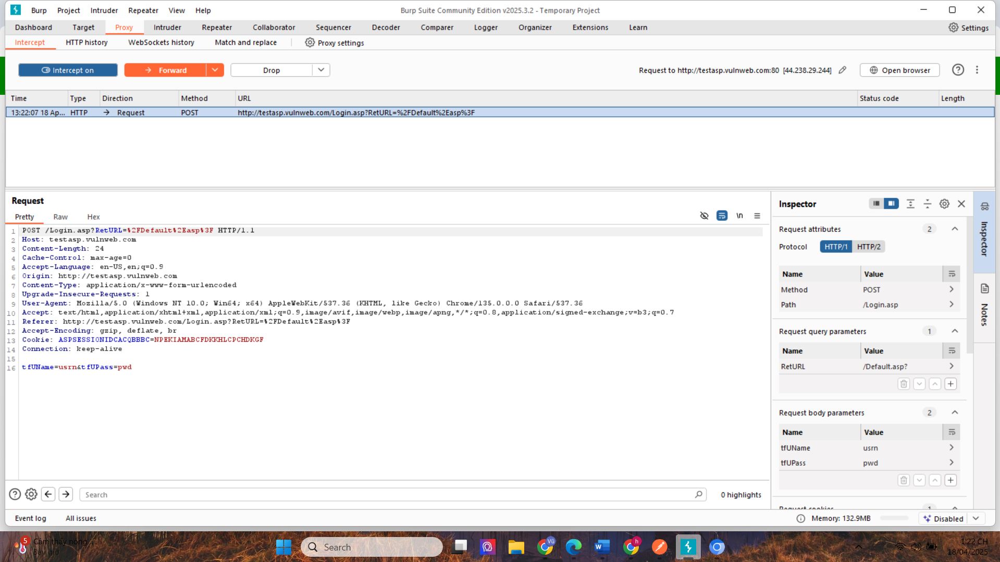 Burp Project Intruder Repeater View Help Burp Suite Community Edition v2025.3.2 - Temporary Project
Dashboard Target Proxy Intruder Repeater Collaborator Sequencer Decoder Comparer Logger Organizer Extensions Learn Settings
Intercept HTTP history WebSockets history Match and replace Proxy settings
Intercept on Forward Drop Request to http://testasp.vulnweb.com:80 [44.238.29.244] Open browser
Time Type Direction Method URL Status code Length
13:22:07 18 Ap... HTTP → Request POST http://testasp.vulnweb.com/Login.asp?RetURL=%2FDefault%2Easp%3F
Request
Pretty Raw Hex \n
1 POST /Login.asp?RetURL=%2FDefault%2Easp%3F HTTP/1.1
2 Host: testasp.vulnweb.com
3 Content-Length: 24
4 Cache-Control: max-age=0
5 Accept-Language: en-US,en;q=0.9
6 Origin: http://testasp.vulnweb.com
7 Content-Type: application/x-www-form-urlencoded
8 Upgrade-Insecure-Requests: 1
9 User-Agent: Mozilla/5.0 (Windows NT 10.0; Win64; x64) AppleWebKit/537.36 (KHTML, like Gecko) Chrome/135.0.0.0 Safari/537.36
10 Accept: text/html,application/xhtml+xml,application/xml;q=0.9,image/avif,image/webp,image/apng,*/*;q=0.8,application/signed-exchange;v=b3;q=0.7
11 Referer: http://testasp.vulnweb.com/Login.asp?RetURL=%2FDefault%2Easp%3F
12 Accept-Encoding: gzip, deflate, br
13 Cookie: ASPSESSIONIDCACQBBBC=NPEKIAMABCFDKKHLCPCHDKGF
14 Connection: keep-alive
15
16 tfUName=usrn&tfUPass=pwd
Inspector
Request attributes 2
Protocol HTTP/1 HTTP/2
Name Value
Method POST
Path /Login.asp
Request query parameters 1
Name Value
RetURL /Default.asp?
Request body parameters 2
Name Value
tfUName usrn
tfUPass pwd
Request cookies 1
Inspector
Notes
Search 0 highlights
Event log All issues Memory: 132.9MB Disabled
5 Cảm thấy nóng...
Bây giờ
Search
Vũ
h
1:22 CH
18/04/2025